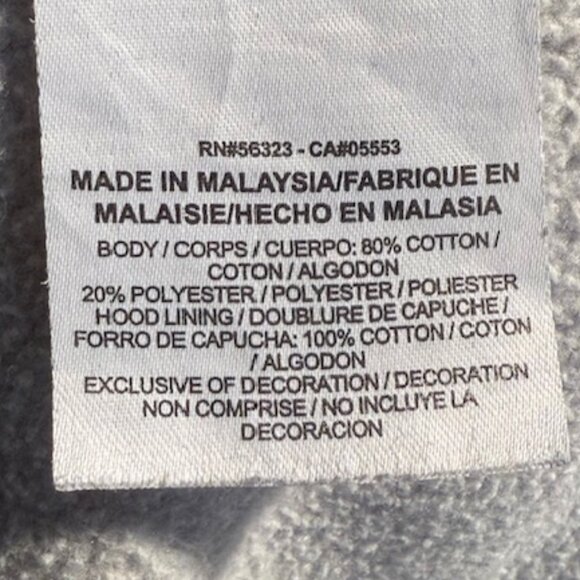 RN#56323 - CA#05553
MADE IN MALAYSIA/FABRIQUE EN
MALAISIE/HECHO EN MALASIA
BODY / CORPS / CUERPO: 80% COTTON /
COTON / ALGODON
20% POLYESTER / POLYESTER / POLIESTER
HOOD LINING / DOUBLURE DE CAPUCHE /
FORRO DE CAPUCHA: 100% COTTON / COTON
/ ALGODON
EXCLUSIVE OF DECORATION / DECORATION
NON COMPRISE / NO INCLUYE LA
DECORACION